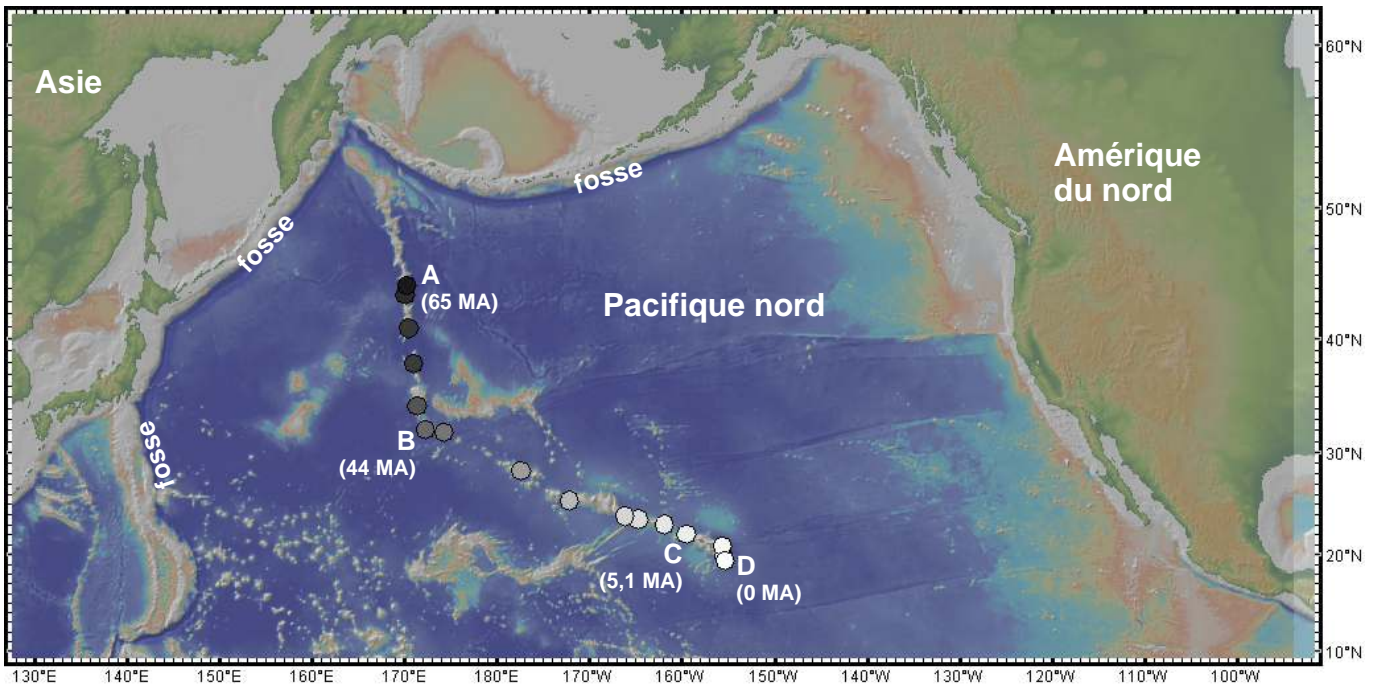 Asie
Amérique
du nord
fosse
fosse
fosse
Pacifique nord
A
(65 MA)
B
(44 MA)
C
(5,1 MA)
D
(0 MA)
60°N
50°N
40°N
30°N
20°N
10°N
130°E 140°E 150°E 160°E 170°E 180°E 170°W 160°W 150°W 140°W 130°W 120°W 110°W 100°W